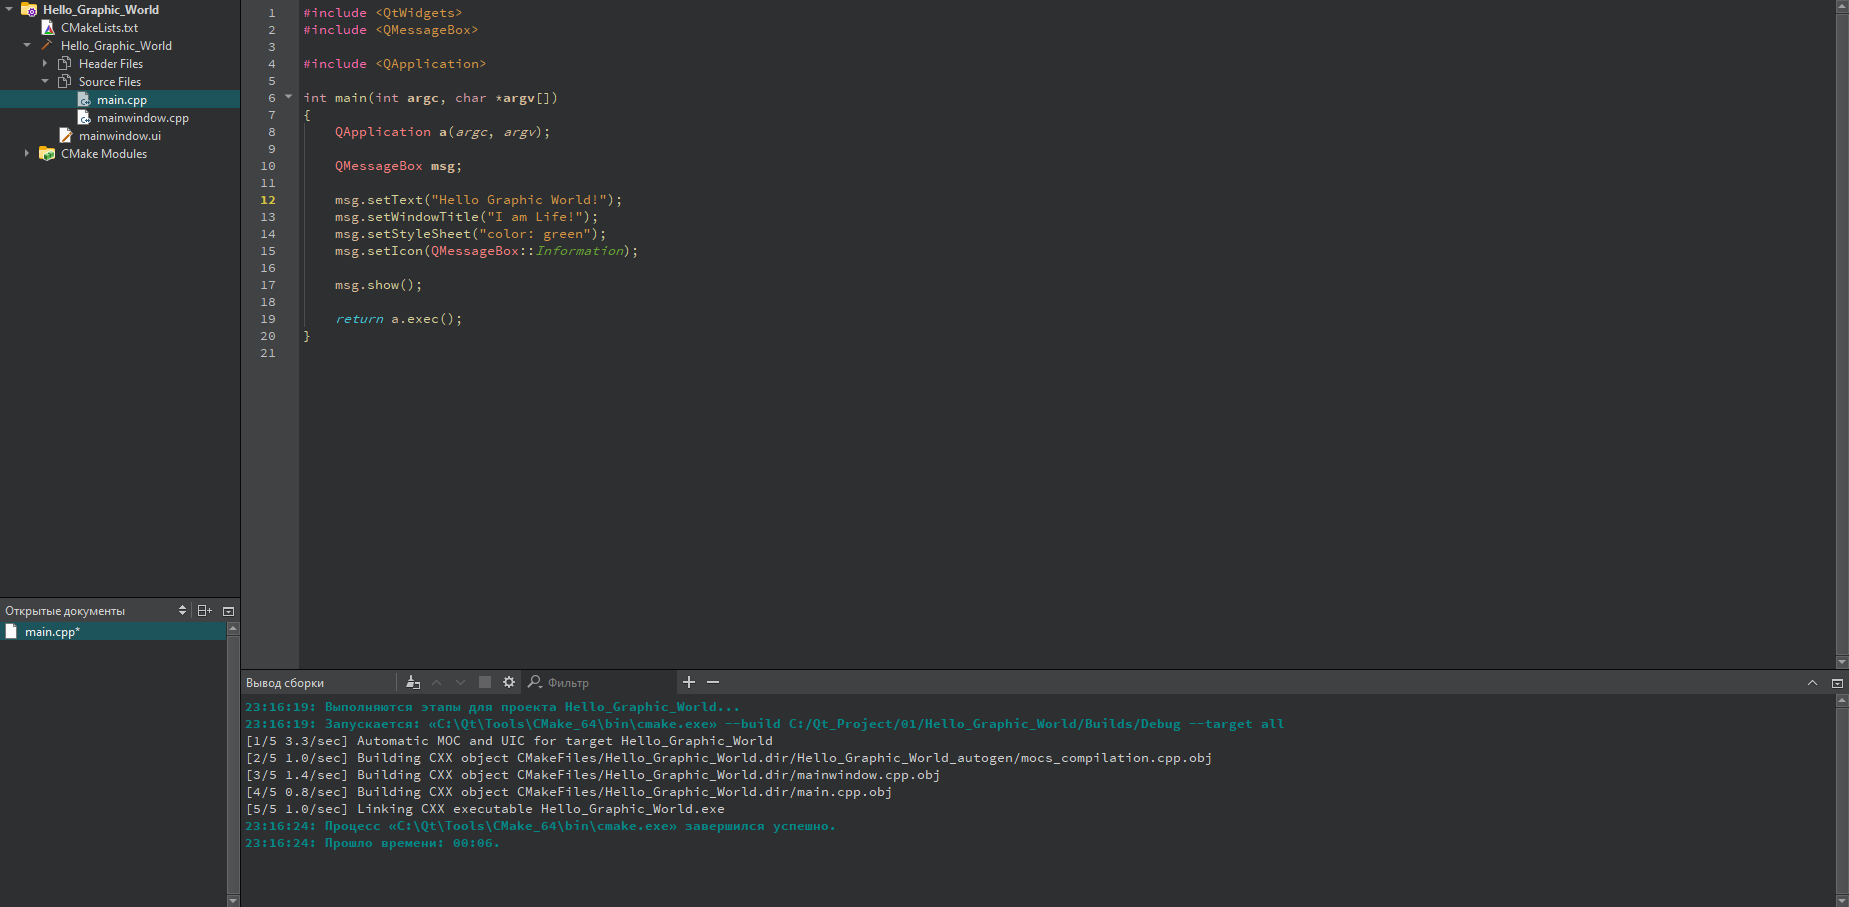 Hello_Graphic_World
CMakeLists.txt
Hello_Graphic_World
Header Files
Source Files
main.cpp
mainwindow.cpp
mainwindow.ui
CMake Modules
Открытые документы
main.cpp*
1 #include <QtWidgets>
2 #include <QMessageBox>
3
4 #include <QApplication>
5
6 int main(int argc, char *argv[])
7 {
8     QApplication a(argc, argv);
9
10     QMessageBox msg;
11
12     msg.setText("Hello Graphic World!");
13     msg.setWindowTitle("I am Life!");
14     msg.setStyleSheet("color: green");
15     msg.setIcon(QMessageBox::Information);
16
17     msg.show();
18
19     return a.exec();
20 }
21
Вывод сборки
Фильтр
23:16:19: Выполняются этапы для проекта Hello_Graphic_World...
23:16:19: Запускается: «C:\Qt\Tools\CMake_64\bin\cmake.exe» --build C:/Qt_Project/01/Hello_Graphic_World/Builds/Debug --target all
[1/5 3.3/sec] Automatic MOC and UIC for target Hello_Graphic_World
[2/5 1.0/sec] Building CXX object CMakeFiles/Hello_Graphic_World.dir/Hello_Graphic_World_autogen/mocs_compilation.cpp.obj
[3/5 1.4/sec] Building CXX object CMakeFiles/Hello_Graphic_World.dir/mainwindow.cpp.obj
[4/5 0.8/sec] Building CXX object CMakeFiles/Hello_Graphic_World.dir/main.cpp.obj
[5/5 1.0/sec] Linking CXX executable Hello_Graphic_World.exe
23:16:24: Процесс «C:\Qt\Tools\CMake_64\bin\cmake.exe» завершился успешно.
23:16:24: Прошло времени: 00:06.